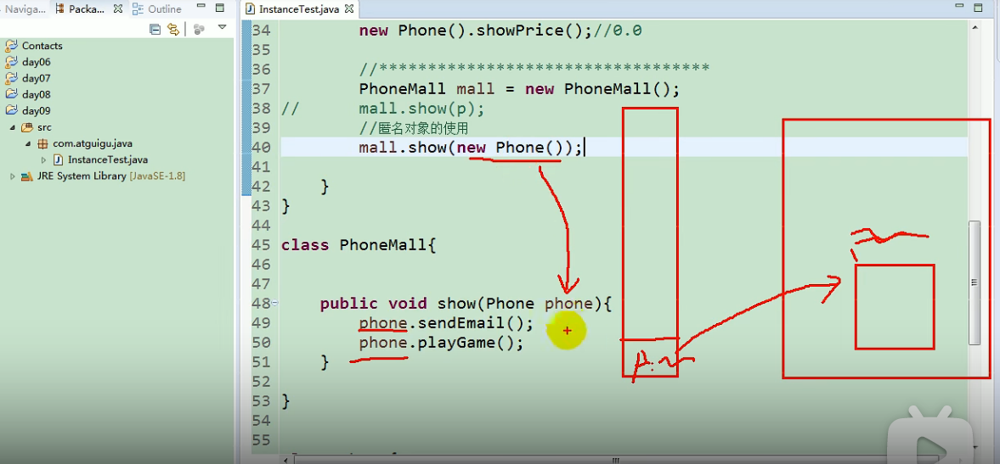 Naviga...
Packa...
Outline
InstanceTest.java
Contacts
day06
day07
day08
day09
src
com.atguigu.java
InstanceTest.java
JRE System Library [JavaSE-1.8]
34 new Phone().showPrice();//0.0
35
36 //**********************************
37 PhoneMall mall = new PhoneMall();
38 // mall.show(p);
39 //匿名对象的使用
40 mall.show(new Phone());
41
42 }
43 }
44
45 class PhoneMall{
46
47
48 public void show(Phone phone){
49 phone.sendEmail();
50 phone.playGame();
51 }
52
53 }
54
55